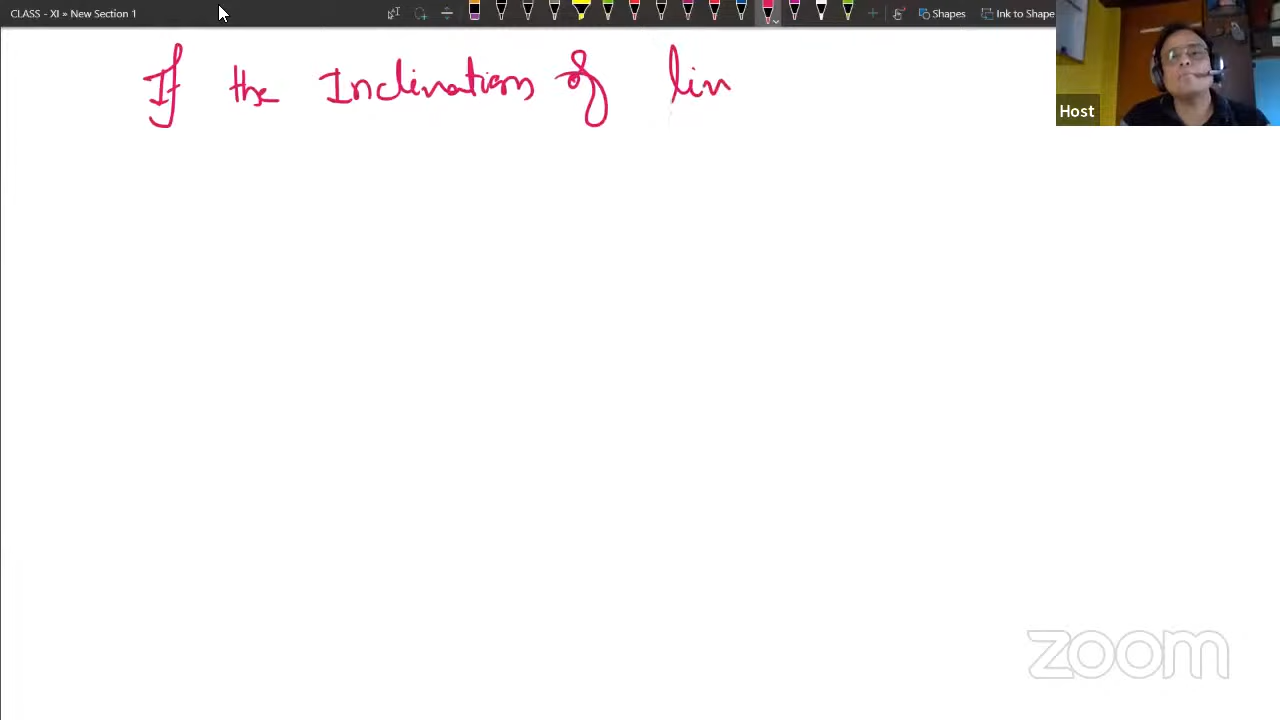 CLASS - XI » New Section 1
Shapes
Ink to Shape
If the Inclination of lin
Host
zoom